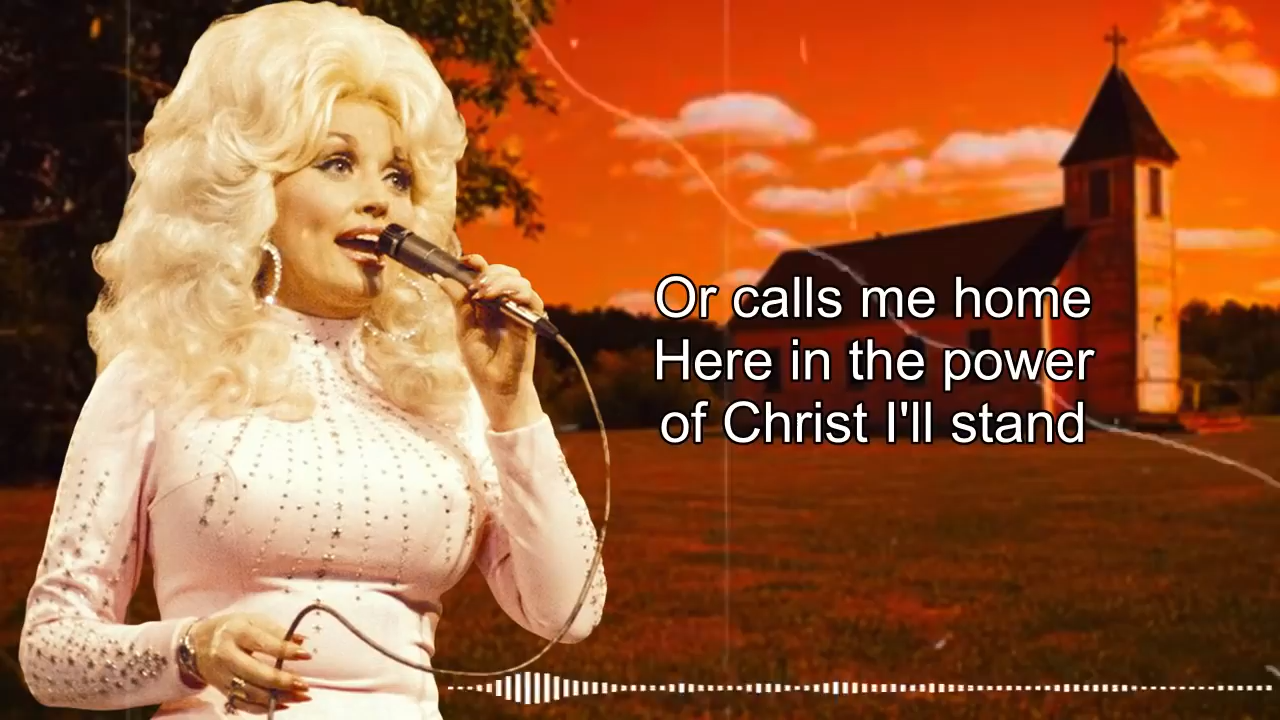 Or calls me home
Here in the power
of Christ I'll stand